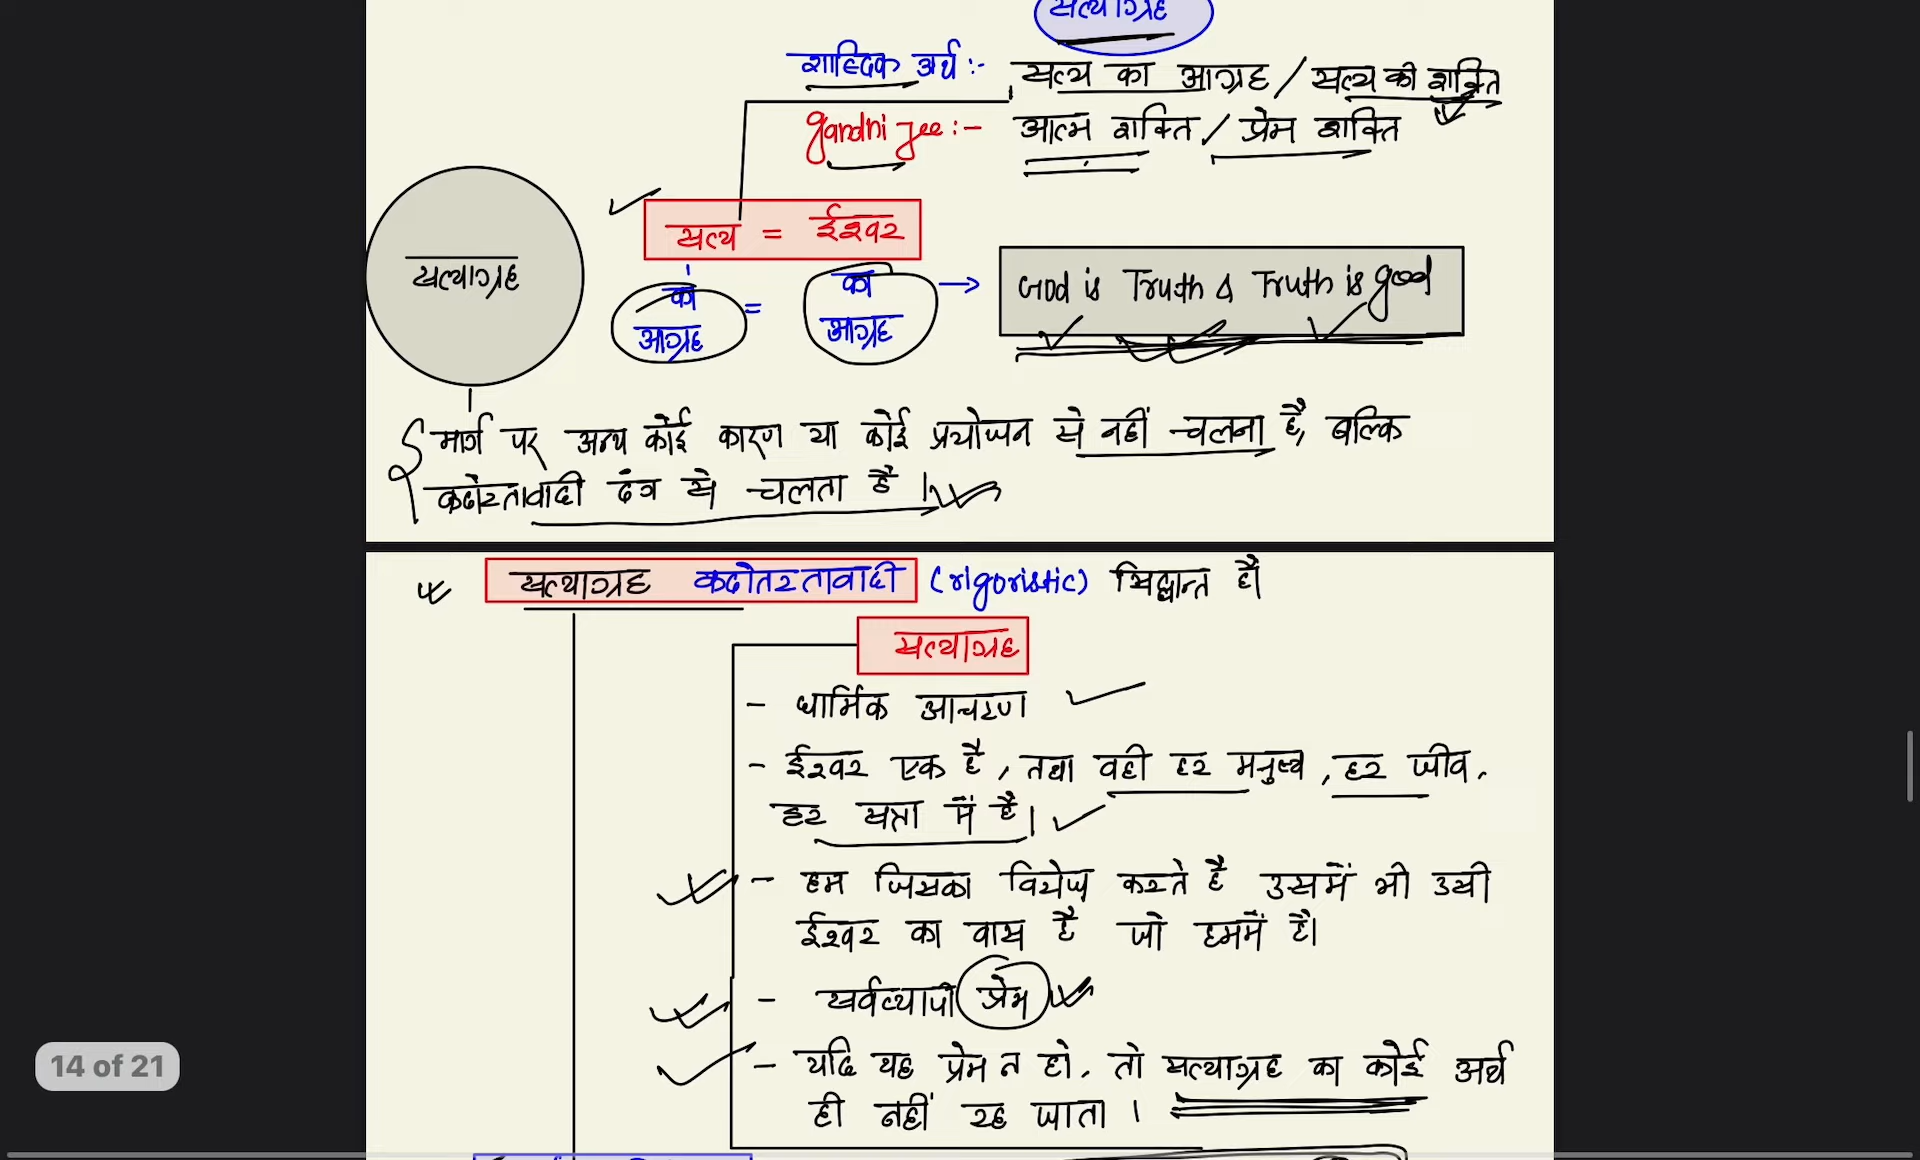 सत्याग्रह
शाब्दिक अर्थ :- सत्य का आग्रह / सत्य की शक्ति
Gandhi Jee :- आत्म शक्ति / प्रेम शक्ति
सत्याग्रह
सत्य = ईश्वर
का आग्रह = का आग्रह → God is Truth & Truth is good
मार्ग पर अन्य कोई कारण या कोई प्रयोजन से नहीं चलना है, बल्कि
कठोरतावादी ढंग से चलता है।
सत्याग्रह कठोतरतावादी (rigoristic) सिद्धान्त है।
सत्याग्रह
- धार्मिक आचरण
- ईश्वर एक है, तथा वही हर मनुष्य, हर जीव,
हर सत्ता में है।
- हम जिसका विरोध करते है उसमें भी उसी
ईश्वर का वास है जो हममें है।
- सर्वव्यापी प्रेम
- यदि यह प्रेम न हो, तो सत्याग्रह का कोई अर्थ
ही नहीं रह जाता ।
14 of 21